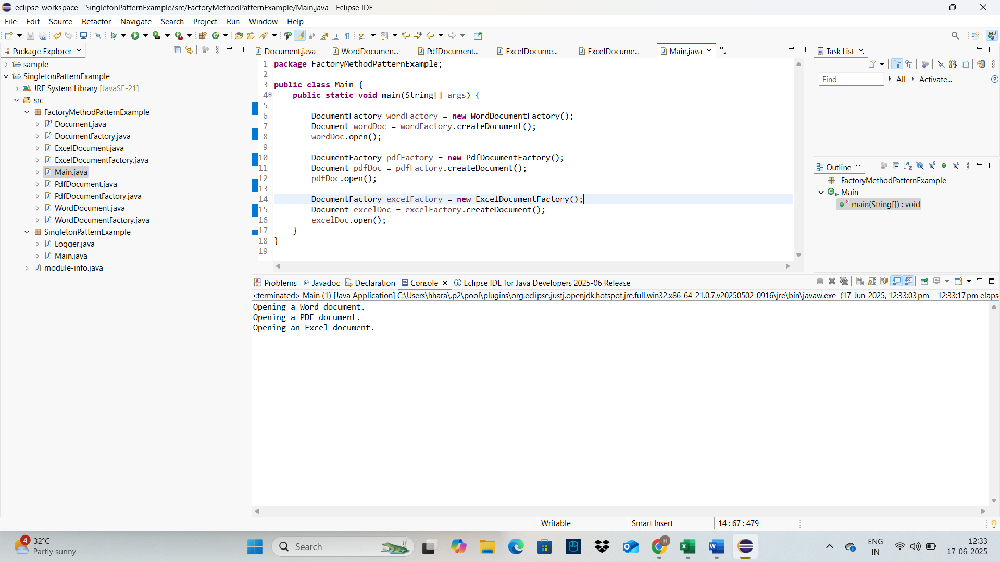 eclipse-workspace - SingletonPatternExample/src/FactoryMethodPatternExample/Main.java - Eclipse IDE
File Edit Source Refactor Navigate Search Project Run Window Help
Package Explorer
sample
SingletonPatternExample
JRE System Library [JavaSE-21]
src
FactoryMethodPatternExample
Document.java
DocumentFactory.java
ExcelDocument.java
ExcelDocumentFactory.java
Main.java
PdfDocument.java
PdfDocumentFactory.java
WordDocument.java
WordDocumentFactory.java
SingletonPatternExample
Logger.java
Main.java
module-info.java
Document.java WordDocumen... PdfDocument... ExcelDocume... ExcelDocume... Main.java »5
1 package FactoryMethodPatternExample;
2
3 public class Main {
4 public static void main(String[] args) {
5
6 DocumentFactory wordFactory = new WordDocumentFactory();
7 Document wordDoc = wordFactory.createDocument();
8 wordDoc.open();
9
10 DocumentFactory pdfFactory = new PdfDocumentFactory();
11 Document pdfDoc = pdfFactory.createDocument();
12 pdfDoc.open();
13
14 DocumentFactory excelFactory = new ExcelDocumentFactory();
15 Document excelDoc = excelFactory.createDocument();
16 excelDoc.open();
17 }
18 }
19
Task List
Find All Activate...
Outline
FactoryMethodPatternExample
Main
main(String[]) : void
Problems Javadoc Declaration Console Eclipse IDE for Java Developers 2025-06 Release
<terminated> Main (1) [Java Application] C:\Users\hhara\.p2\pool\plugins\org.eclipse.justj.openjdk.hotspot.jre.full.win32.x86_64_21.0.7.v20250502-0916\jre\bin\javaw.exe (17-Jun-2025, 12:33:03 pm – 12:33:17 pm elaps
Opening a Word document.
Opening a PDF document.
Opening an Excel document.
Writable Smart Insert 14 : 67 : 479
4
32°C
Partly sunny
Search
H
ENG
IN
12:33
17-06-2025